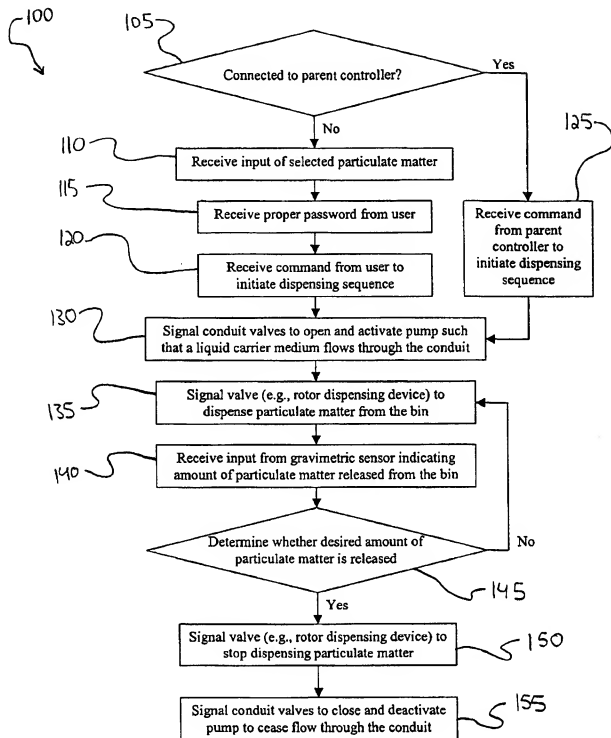 100
105
Connected to parent controller?
Yes
No
110
Receive input of selected particulate matter
125
115
Receive proper password from user
Receive command
from parent
controller to
initiate dispensing
sequence
120
Receive command from user to
initiate dispensing sequence
130
Signal conduit valves to open and activate pump such
that a liquid carrier medium flows through the conduit
135
Signal valve (e.g., rotor dispensing device) to
dispense particulate matter from the bin
140
Receive input from gravimetric sensor indicating
amount of particulate matter released from the bin
Determine whether desired amount of
particulate matter is released
No
145
Yes
Signal valve (e.g., rotor dispensing device) to
stop dispensing particulate matter
150
Signal conduit valves to close and deactivate
pump to cease flow through the conduit
155